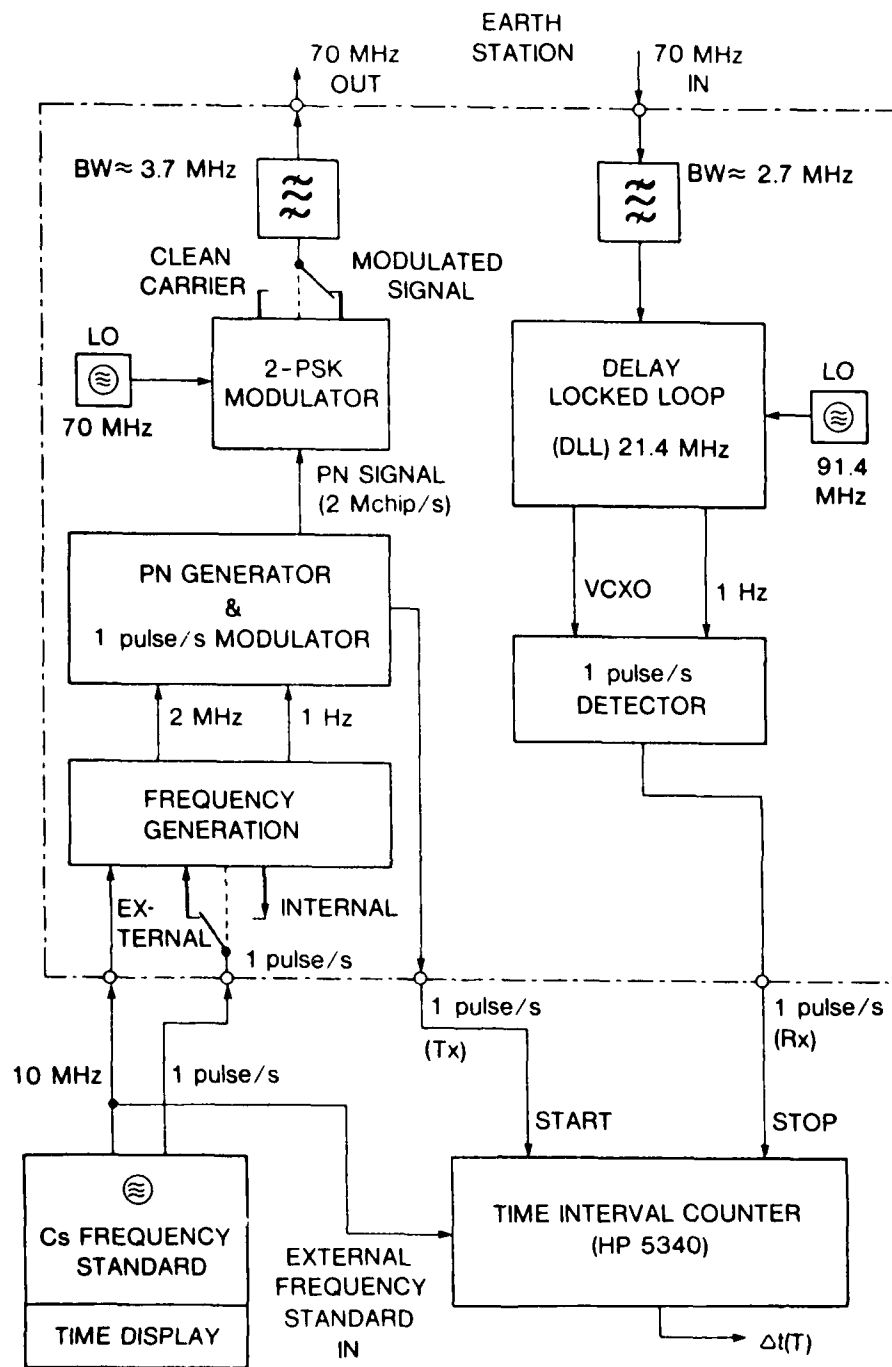 EARTH
STATION
70 MHz
OUT
70 MHz
IN
BW≈ 3.7 MHz
BW≈ 2.7 MHz
CLEAN
CARRIER
MODULATED
SIGNAL
LO
70 MHz
2-PSK
MODULATOR
DELAY
LOCKED LOOP
(DLL) 21.4 MHz
LO
91.4
MHz
PN SIGNAL
(2 Mchip/s)
PN GENERATOR
&
1 pulse/s MODULATOR
VCXO
1 Hz
1 pulse/s
DETECTOR
2 MHz
1 Hz
FREQUENCY
GENERATION
EX-
TERNAL
INTERNAL
1 pulse/s
1 pulse/s
(Tx)
1 pulse/s
(Rx)
10 MHz
1 pulse/s
START
STOP
Cs FREQUENCY
STANDARD
TIME DISPLAY
EXTERNAL
FREQUENCY
STANDARD
IN
TIME INTERVAL COUNTER
(HP 5340)
Δt(T)